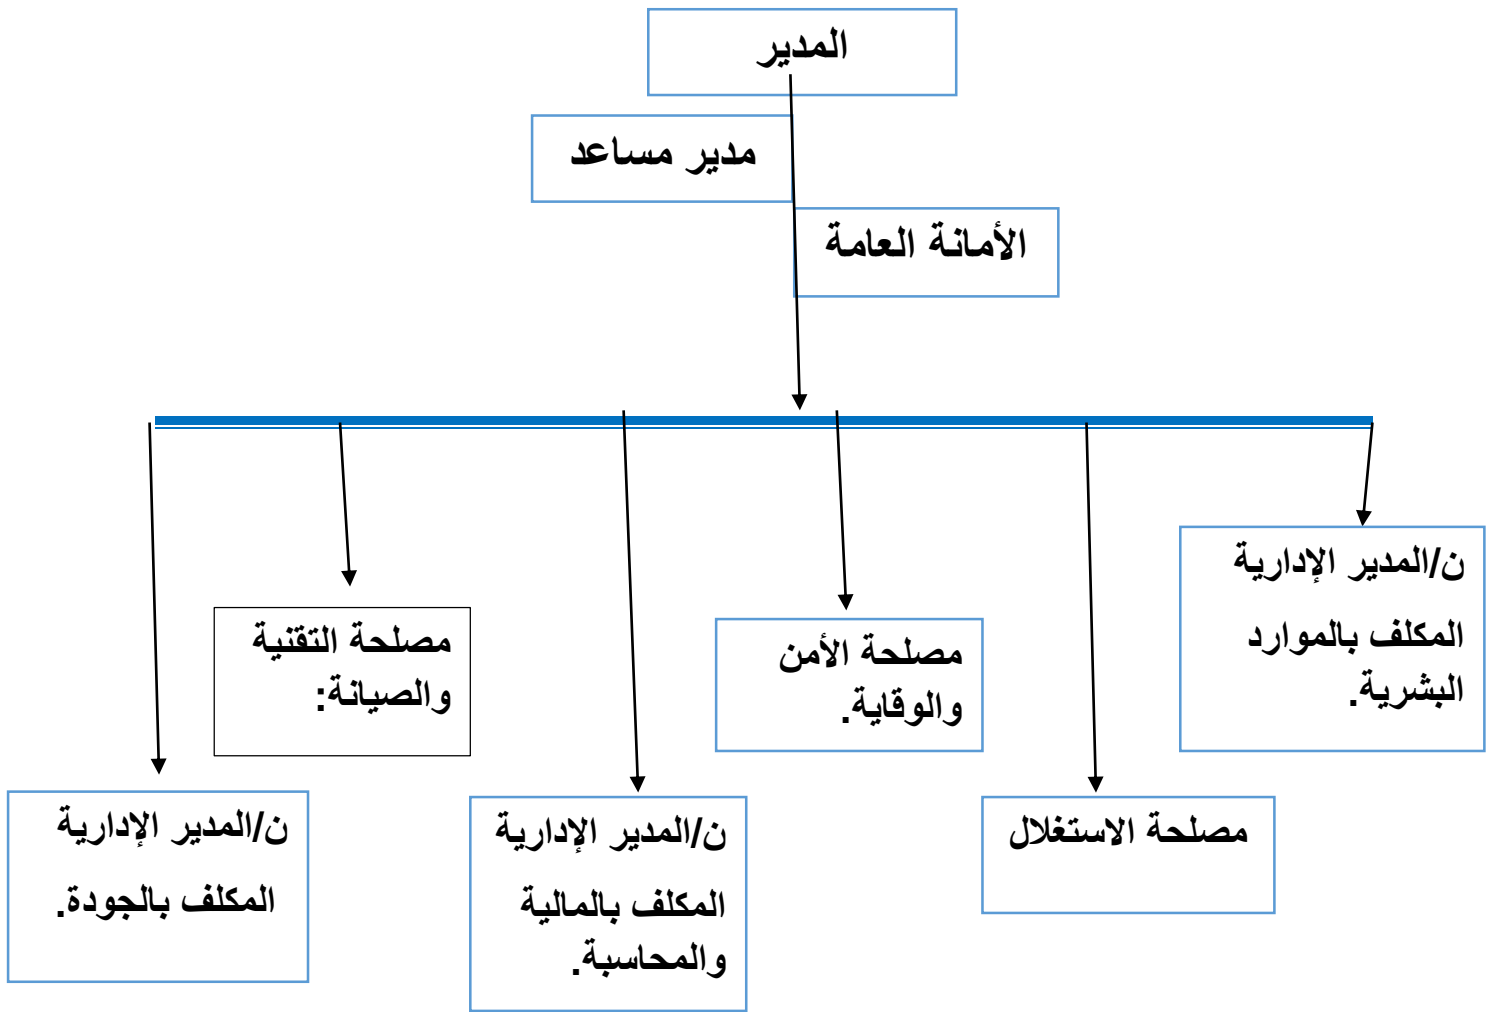 المدير
مدير مساعد
الأمانة العامة
ن/المدير الإدارية
المكلف بالموارد
البشرية.
مصلحة الأمن
والوقاية.
مصلحة التقنية
والصيانة:
مصلحة الاستغلال
ن/المدير الإدارية
المكلف بالمالية
والمحاسبة.
ن/المدير الإدارية
المكلف بالجودة.